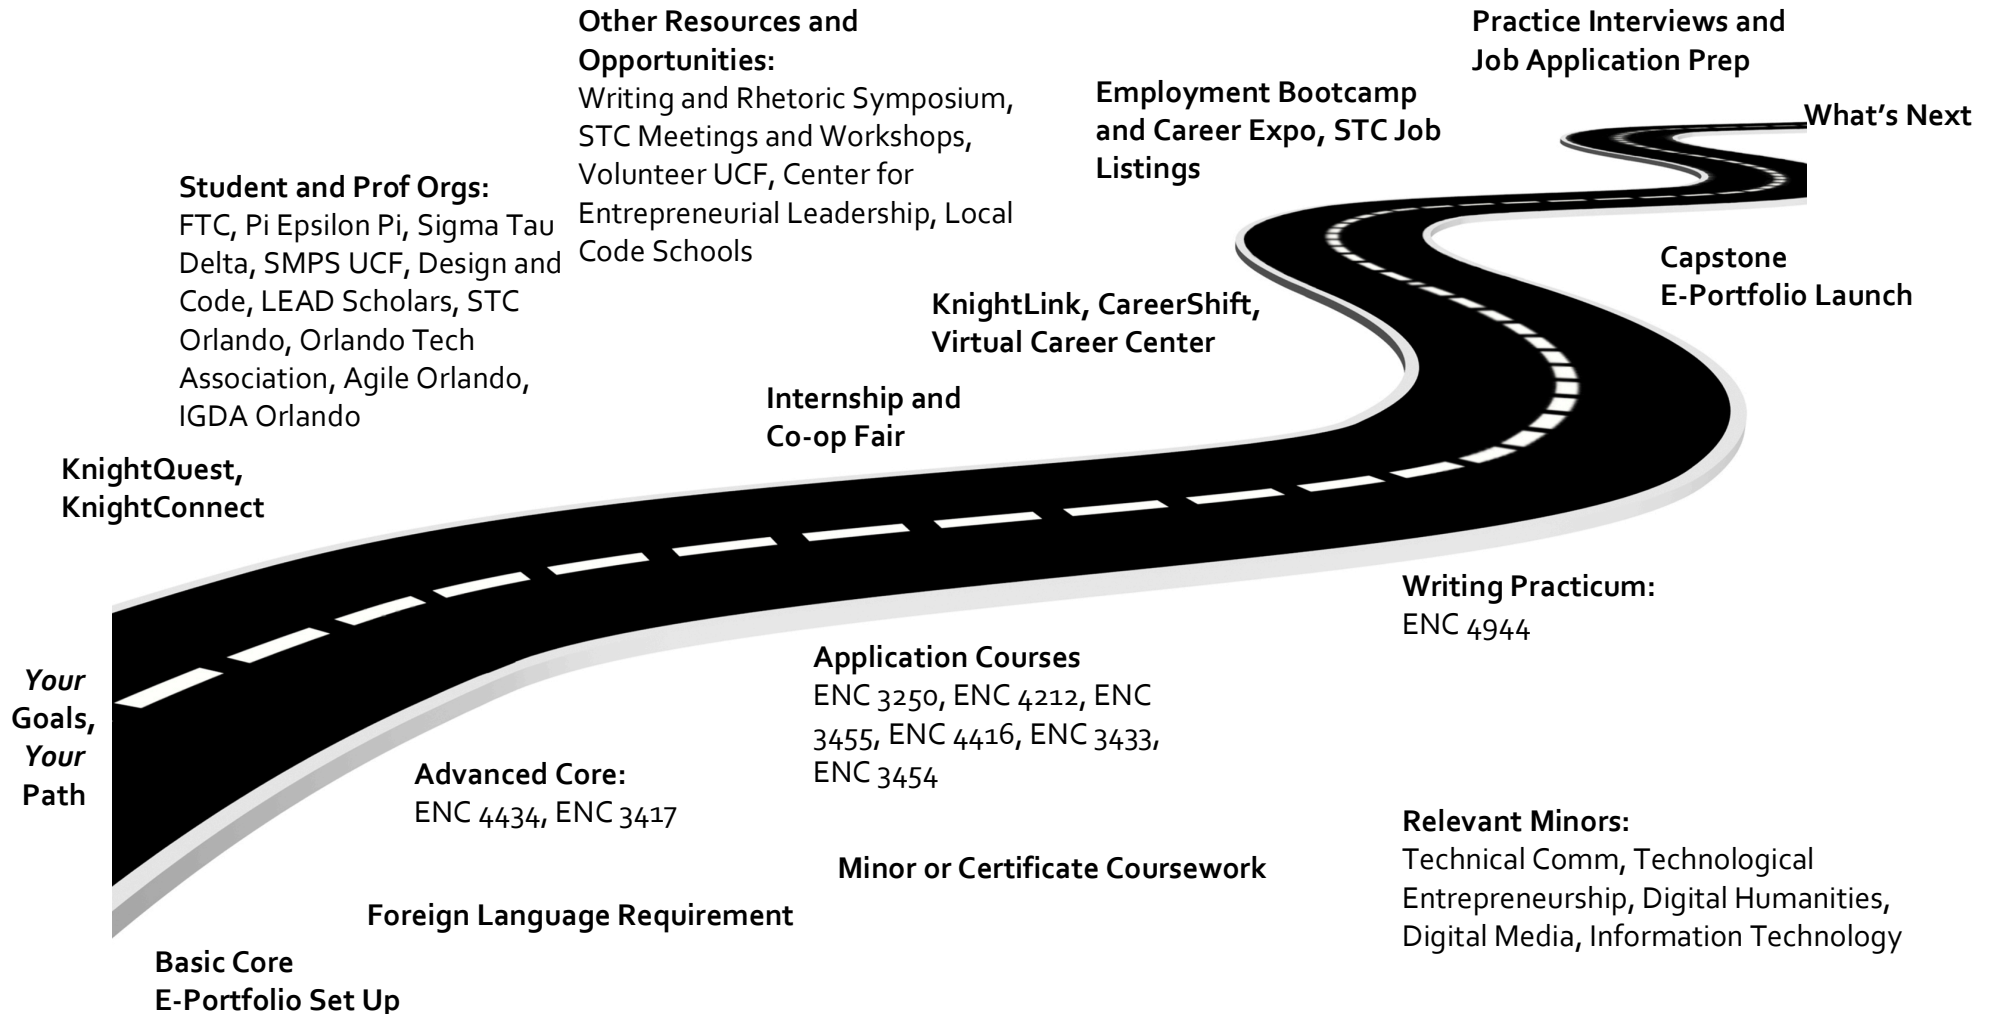 Other Resources and
Opportunities:
Writing and Rhetoric Symposium,
STC Meetings and Workshops,
Volunteer UCF, Center for
Entrepreneurial Leadership, Local
Code Schools
Practice Interviews and
Job Application Prep
Employment Bootcamp
and Career Expo, STC Job
Listings
What's Next
Student and Prof Orgs:
FTC, Pi Epsilon Pi, Sigma Tau
Delta, SMPS UCF, Design and
Code, LEAD Scholars, STC
Orlando, Orlando Tech
Association, Agile Orlando,
IGDA Orlando
Capstone
E-Portfolio Launch
KnightLink, CareerShift,
Virtual Career Center
Internship and
Co-op Fair
KnightQuest,
KnightConnect
Writing Practicum:
ENC 4944
Your
Goals,
Your
Path
Application Courses
ENC 3250, ENC 4212, ENC
3455, ENC 4416, ENC 3433,
ENC 3454
Advanced Core:
ENC 4434, ENC 3417
Relevant Minors:
Technical Comm, Technological
Entrepreneurship, Digital Humanities,
Digital Media, Information Technology
Minor or Certificate Coursework
Foreign Language Requirement
Basic Core
E-Portfolio Set Up